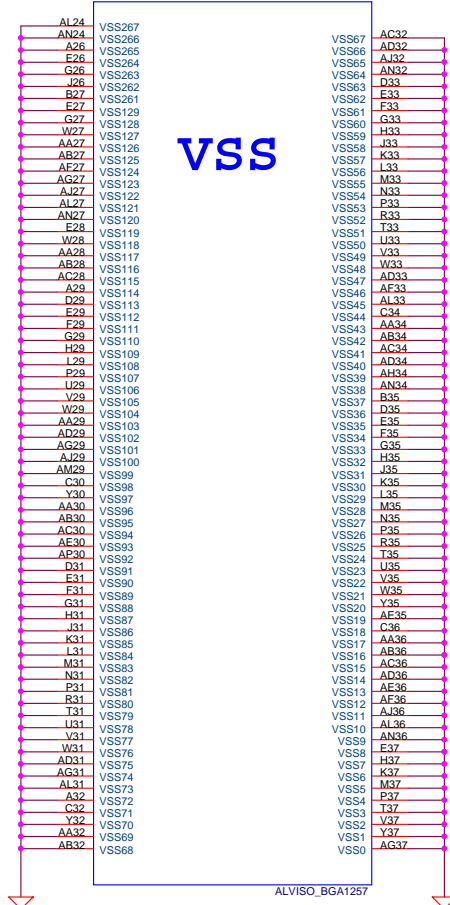 VSS
AL24 VSS267
AN24 VSS266
A26 VSS265
E26 VSS264
G26 VSS263
J26 VSS262
B27 VSS261
E27 VSS129
G27 VSS128
W27 VSS127
AA27 VSS126
AB27 VSS125
AF27 VSS124
AG27 VSS123
AJ27 VSS122
AL27 VSS121
AN27 VSS120
E28 VSS119
W28 VSS118
AA28 VSS117
AB28 VSS116
AC28 VSS115
A29 VSS114
D29 VSS113
E29 VSS112
F29 VSS111
G29 VSS110
H29 VSS109
L29 VSS108
P29 VSS107
U29 VSS106
V29 VSS105
W29 VSS104
AA29 VSS103
AD29 VSS102
AG29 VSS101
AJ29 VSS100
AM29 VSS99
C30 VSS98
Y30 VSS97
AA30 VSS96
AB30 VSS95
AC30 VSS94
AE30 VSS93
AP30 VSS92
D31 VSS91
E31 VSS90
F31 VSS89
G31 VSS88
H31 VSS87
J31 VSS86
K31 VSS85
L31 VSS84
M31 VSS83
N31 VSS82
P31 VSS81
R31 VSS80
T31 VSS79
U31 VSS78
V31 VSS77
W31 VSS76
AD31 VSS75
AG31 VSS74
AL31 VSS73
A32 VSS72
C32 VSS71
Y32 VSS70
AA32 VSS69
AB32 VSS68
VSS67 AC32
VSS66 AD32
VSS65 AJ32
VSS64 AN32
VSS63 D33
VSS62 E33
VSS61 F33
VSS60 G33
VSS59 H33
VSS58 J33
VSS57 K33
VSS56 L33
VSS55 M33
VSS54 N33
VSS53 P33
VSS52 R33
VSS51 T33
VSS50 U33
VSS49 V33
VSS48 W33
VSS47 AD33
VSS46 AF33
VSS45 AL33
VSS44 C34
VSS43 AA34
VSS42 AB34
VSS41 AC34
VSS40 AD34
VSS39 AH34
VSS38 AN34
VSS37 B35
VSS36 D35
VSS35 E35
VSS34 F35
VSS33 G35
VSS32 H35
VSS31 J35
VSS30 K35
VSS29 L35
VSS28 M35
VSS27 N35
VSS26 P35
VSS25 R35
VSS24 T35
VSS23 U35
VSS22 V35
VSS21 W35
VSS20 Y35
VSS19 AE35
VSS18 C36
VSS17 AA36
VSS16 AB36
VSS15 AC36
VSS14 AD36
VSS13 AE36
VSS12 AF36
VSS11 AJ36
VSS10 AL36
VSS9 AN36
VSS8 E37
VSS7 H37
VSS6 K37
VSS5 M37
VSS4 P37
VSS3 T37
VSS2 V37
VSS1 Y37
VSS0 AG37
ALVISO_BGA1257